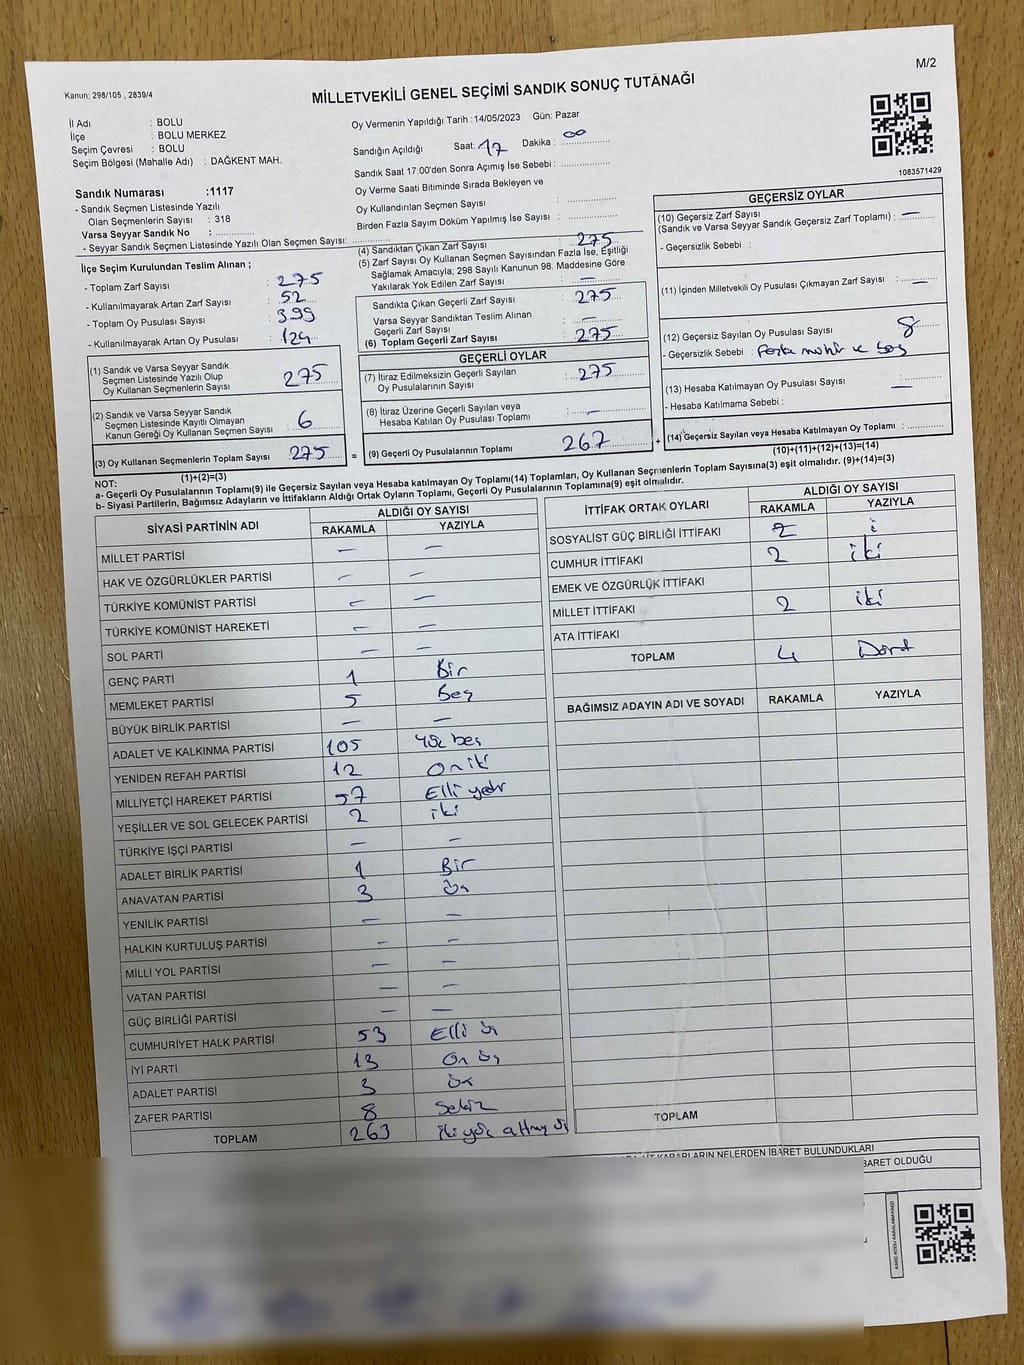 M/2
Kanun: 298/105 , 2839/4
MİLLETVEKİLİ GENEL SEÇİMİ SANDIK SONUÇ TUTANAĞI
İl Adı : BOLU
İlçe : BOLU MERKEZ
Seçim Çevresi : BOLU
Seçim Bölgesi (Mahalle Adı) : DAĞKENT MAH.
Sandık Numarası :1117
- Sandık Seçmen Listesinde Yazılı
Olan Seçmenlerin Sayısı : 318
Varsa Seyyar Sandık No :
- Seyyar Sandık Seçmen Listesinde Yazılı Olan Seçmen Sayısı:
Oy Vermenin Yapıldığı Tarih :14/05/2023 Gün: Pazar
Sandığın Açıldığı Saat: 17 Dakika : 00
Sandık Saat 17:00'den Sonra Açımış İse Sebebi :
Oy Verme Saati Bitiminde Sırada Bekleyen ve
Oy Kullandırılan Seçmen Sayısı :
Birden Fazla Sayım Döküm Yapılmış İse Sayısı :
1083571429
İlçe Seçim Kurulundan Teslim Alınan ;
- Toplam Zarf Sayısı : 275
- Kullanılmayarak Artan Zarf Sayısı : 52
- Toplam Oy Pusulası Sayısı : 399
- Kullanılmayarak Artan Oy Pusulası : 124
(1) Sandık ve Varsa Seyyar Sandık
Seçmen Listesinde Yazılı Olup
Oy Kullanan Seçmenlerin Sayısı 275
(2) Sandık ve Varsa Seyyar Sandık
Seçmen Listesinde Kayıtlı Olmayan
Kanun Gereği Oy Kullanan Seçmen Sayısı : 6
(3) Oy Kullanan Seçmenlerin Toplam Sayısı 275
(1)+(2)=(3)
(4) Sandıktan Çıkan Zarf Sayısı : 275
(5) Zarf Sayısı Oy Kullanan Seçmen Sayısından Fazla İse, Eşitliği
Sağlamak Amacıyla, 298 Sayılı Kanunun 98. Maddesine Göre
Yakılarak Yok Edilen Zarf Sayısı : —
Sandıkta Çıkan Geçerli Zarf Sayısı : 275
Varsa Seyyar Sandıktan Teslim Alınan
Geçerli Zarf Sayısı : —
(6) Toplam Geçerli Zarf Sayısı : 275
GEÇERLİ OYLAR
(7) İtiraz Edilmeksizin Geçerli Sayılan
Oy Pusulalarının Sayısı : 275
(8) İtiraz Üzerine Geçerli Sayılan veya
Hesaba Katılan Oy Pusulası Toplamı : —
= (9) Geçerli Oy Pusulalarının Toplamı 267 +
GEÇERSİZ OYLAR
(10) Geçersiz Zarf Sayısı
(Sandık ve Varsa Seyyar Sandık Geçersiz Zarf Toplamı) : —
- Geçersizlik Sebebi :
(11) İçinden Milletvekili Oy Pusulası Çıkmayan Zarf Sayısı : —
(12) Geçersiz Sayılan Oy Pusulası Sayısı 8
- Geçersizlik Sebebi : Fazla mühür ve boş
(13) Hesaba Katılmayan Oy Pusulası Sayısı —
- Hesaba Katılmama Sebebi :
(14) Geçersiz Sayılan veya Hesaba Katılmayan Oy Toplamı :
(10)+(11)+(12)+(13)=(14)
NOT:
a- Geçerli Oy Pusulalarının Toplamı(9) ile Geçersiz Sayılan veya Hesaba katılmayan Oy Toplamı(14) Toplamları, Oy Kullanan Seçmenlerin Toplam Sayısına(3) eşit olmalıdır. (9)+(14)=(3)
b- Siyasi Partilerin, Bağımsız Adayların ve İttifakların Aldığı Ortak Oyların Toplamı, Geçerli Oy Pusulalarının Toplamına(9) eşit olmalıdır.
SİYASİ PARTİNİN ADI ALDIĞI OY SAYISI
RAKAMLA YAZIYLA
MİLLET PARTİSİ — —
HAK VE ÖZGÜRLÜKLER PARTİSİ — —
TÜRKİYE KOMÜNİST PARTİSİ — —
TÜRKİYE KOMÜNİST HAREKETİ — —
SOL PARTİ — —
GENÇ PARTİ 1 Bir
MEMLEKET PARTİSİ 5 Beş
BÜYÜK BİRLİK PARTİSİ — —
ADALET VE KALKINMA PARTİSİ 105 Yüz beş
YENİDEN REFAH PARTİSİ 12 On iki
MİLLİYETÇİ HAREKET PARTİSİ 57 Elli yedi
YEŞİLLER VE SOL GELECEK PARTİSİ 2 iki
TÜRKİYE İŞÇİ PARTİSİ — —
ADALET BİRLİK PARTİSİ 1 Bir
ANAVATAN PARTİSİ 3 Üç
YENİLİK PARTİSİ — —
HALKIN KURTULUŞ PARTİSİ — —
MİLLİ YOL PARTİSİ — —
VATAN PARTİSİ — —
GÜÇ BİRLİĞİ PARTİSİ — —
CUMHURİYET HALK PARTİSİ 53 Elli üç
İYİ PARTİ 13 On üç
ADALET PARTİSİ 3 Üç
ZAFER PARTİSİ 8 Sekiz
TOPLAM 263 iki yüz altmış üç
İTTİFAK ORTAK OYLARI ALDIĞI OY SAYISI
RAKAMLA YAZIYLA
SOSYALİST GÜÇ BİRLİĞİ İTTİFAKI
CUMHUR İTTİFAKI 2 iki
EMEK VE ÖZGÜRLÜK İTTİFAKI
MİLLET İTTİFAKI 2 iki
ATA İTTİFAKI
TOPLAM 4 Dört
BAĞIMSIZ ADAYIN ADI VE SOYADI RAKAMLA YAZIYLA
TOPLAM
KARARLARIN NELERDEN İBARET BULUNDUKLARI
İBARET OLDUĞU